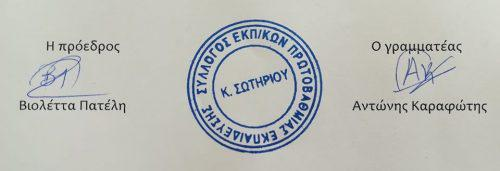 Η πρόεδρος
Βιολέττα Πατέλη
ΣΥΛΛΟΓΟΣ ΕΚΠ/ΚΩΝ ΠΡΩΤΟΒΑΘΜΙΑΣ ΕΚΠΑΙΔΕΥΣΗΣ
Κ. ΣΩΤΗΡΙΟΥ
Ο γραμματέας
Αντώνης Καραφώτης